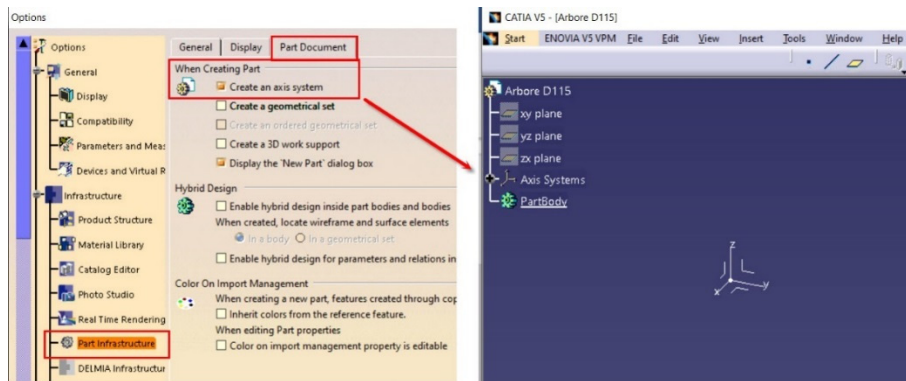 Options
Options
General
Display
Compatibility
Parameters and Meas
Devices and Virtual R
Infrastructure
Product Structure
Material Library
Catalog Editor
Photo Studio
Real Time Rendering
Part Infrastructure
DELMIA Infrastructur
General Display Part Document
When Creating Part
Create an axis system
Create a geometrical set
Create an ordered geometrical set
Create a 3D work support
Display the 'New Part' dialog box
Hybrid Design
Enable hybrid design inside part bodies and bodies
When created, locate wireframe and surface elements
In a body In a geometrical set
Enable hybrid design for parameters and relations in
Color On Import Management
When creating a new part, features created through cop
Inherit colors from the reference feature.
When editing Part properties
Color on import management property is editable
CATIA V5 - [Arbore D115]
Start ENOVIA V5 VPM File Edit View Insert Tools Window Help
Arbore D115
xy plane
yz plane
zx plane
Axis Systems
PartBody
z
x y